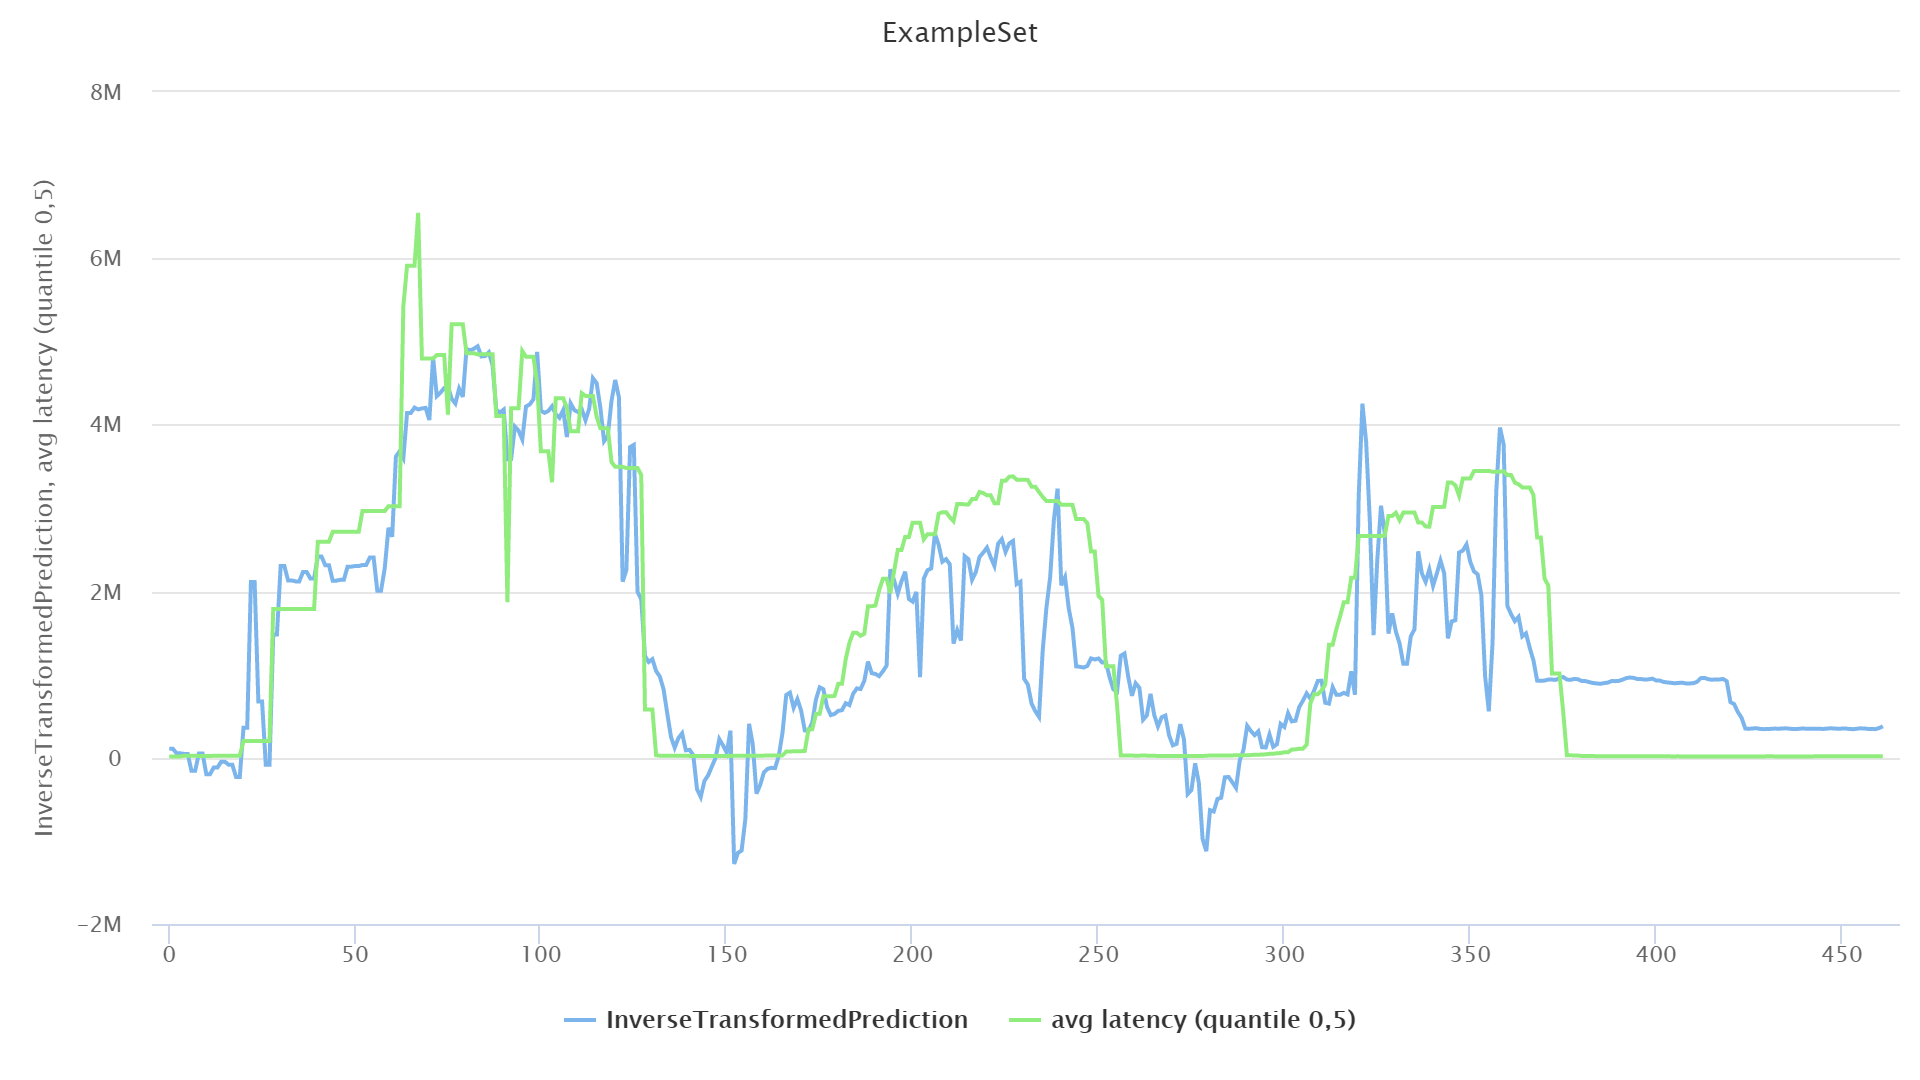 ExampleSet
InverseTransformedPrediction, avg latency (quantile 0,5)
8M
6M
4M
2M
0
-2M
0 50 100 150 200 250 300 350 400 450
InverseTransformedPrediction avg latency (quantile 0,5)